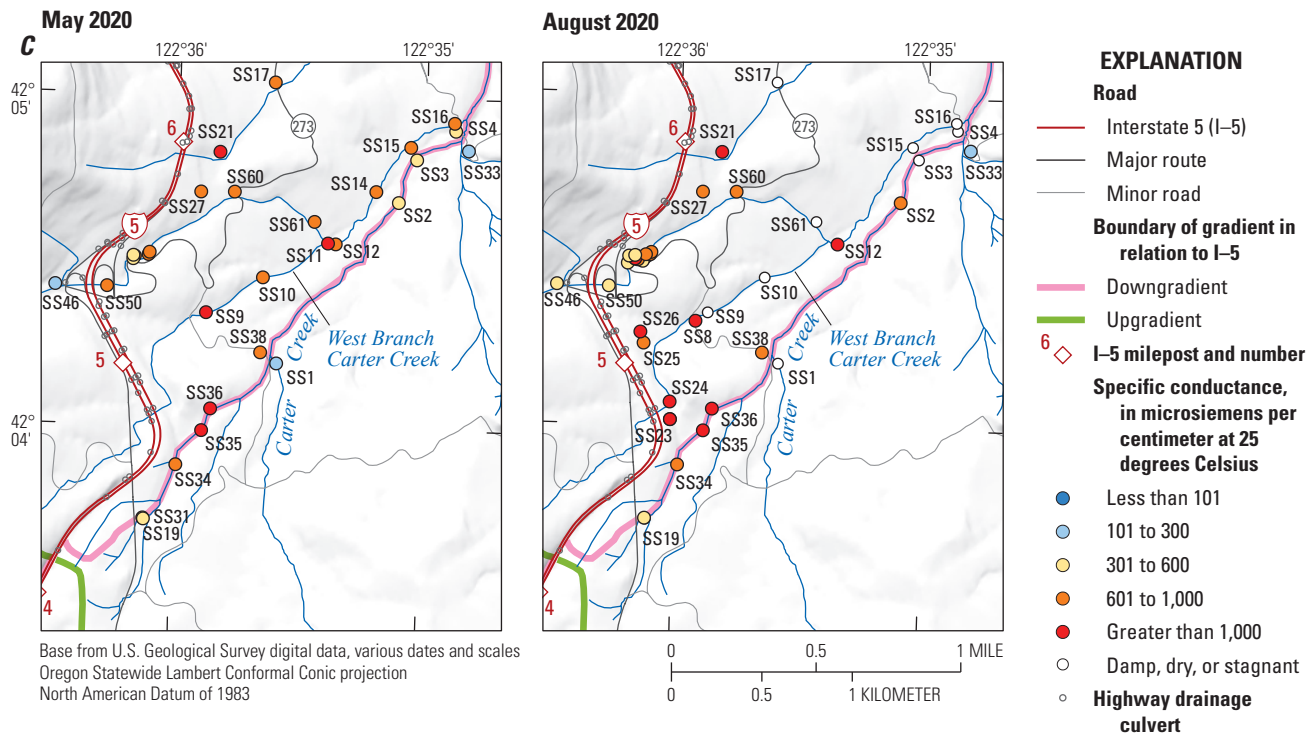 C
May 2020
122°36'
122°35'
42°
05'
42°
04'
SS17
6
SS21
273
SS16
SS4
SS15
SS3
SS33
SS14
SS60
SS27
SS2
5
SS61
SS11
SS12
SS46
SS50
SS10
SS9
SS38
West Branch
Carter Creek
Creek
5
SS1
SS36
SS35
Carter
SS34
SS31
SS19
4
August 2020
122°36'
122°35'
SS17
6
SS21
273
SS16
SS4
SS15
SS3
SS33
SS60
SS27
SS2
5
SS61
SS12
SS46
SS50
SS10
SS26
SS9
SS8
SS38
West Branch
Carter Creek
Creek
5
SS25
SS1
SS24
SS36
SS23
SS35
Carter
SS34
SS19
4
Base from U.S. Geological Survey digital data, various dates and scales
Oregon Statewide Lambert Conformal Conic projection
North American Datum of 1983
0 0.5 1 MILE
0 0.5 1 KILOMETER
EXPLANATION
Road
Interstate 5 (I–5)
Major route
Minor road
Boundary of gradient in
relation to I–5
Downgradient
Upgradient
6
I–5 milepost and number
Specific conductance,
in microsiemens per
centimeter at 25
degrees Celsius
Less than 101
101 to 300
301 to 600
601 to 1,000
Greater than 1,000
Damp, dry, or stagnant
Highway drainage
culvert